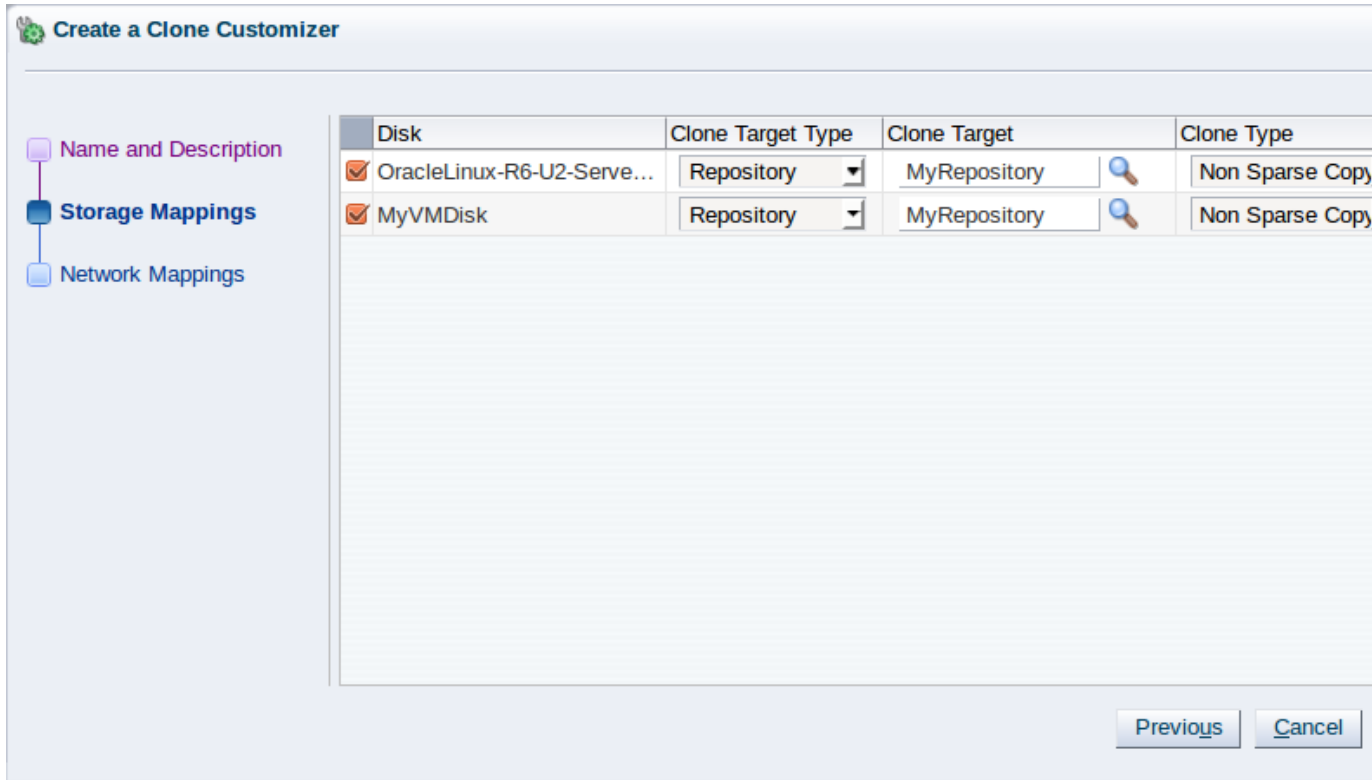 Create a Clone Customizer
Name and Description
Storage Mappings
Network Mappings
Disk Clone Target Type Clone Target Clone Type
OracleLinux-R6-U2-Serve... Repository MyRepository Non Sparse Copy
MyVMDisk Repository MyRepository Non Sparse Copy
Previous Cancel